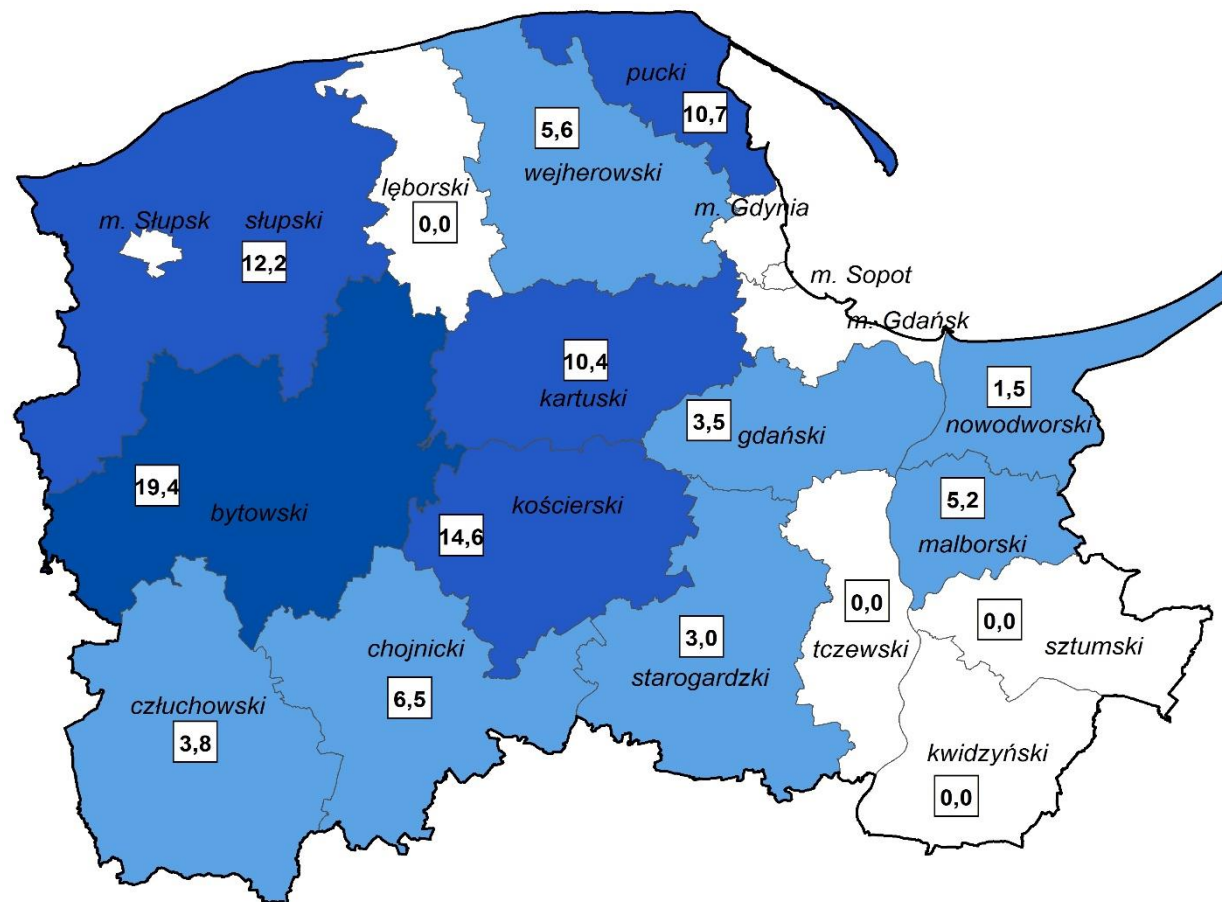 pucki
10,7
5,6
wejherowski
lęborski
0,0
m. Gdynia
m. Słupsk
słupski
12,2
m. Sopot
m. Gdańsk
10,4
kartuski
1,5
nowodworski
3,5
gdański
19,4
bytowski
14,6
kościerski
5,2
malborski
0,0
tczewski
0,0
sztumski
3,0
starogardzki
chojnicki
6,5
człuchowski
3,8
kwidzyński
0,0